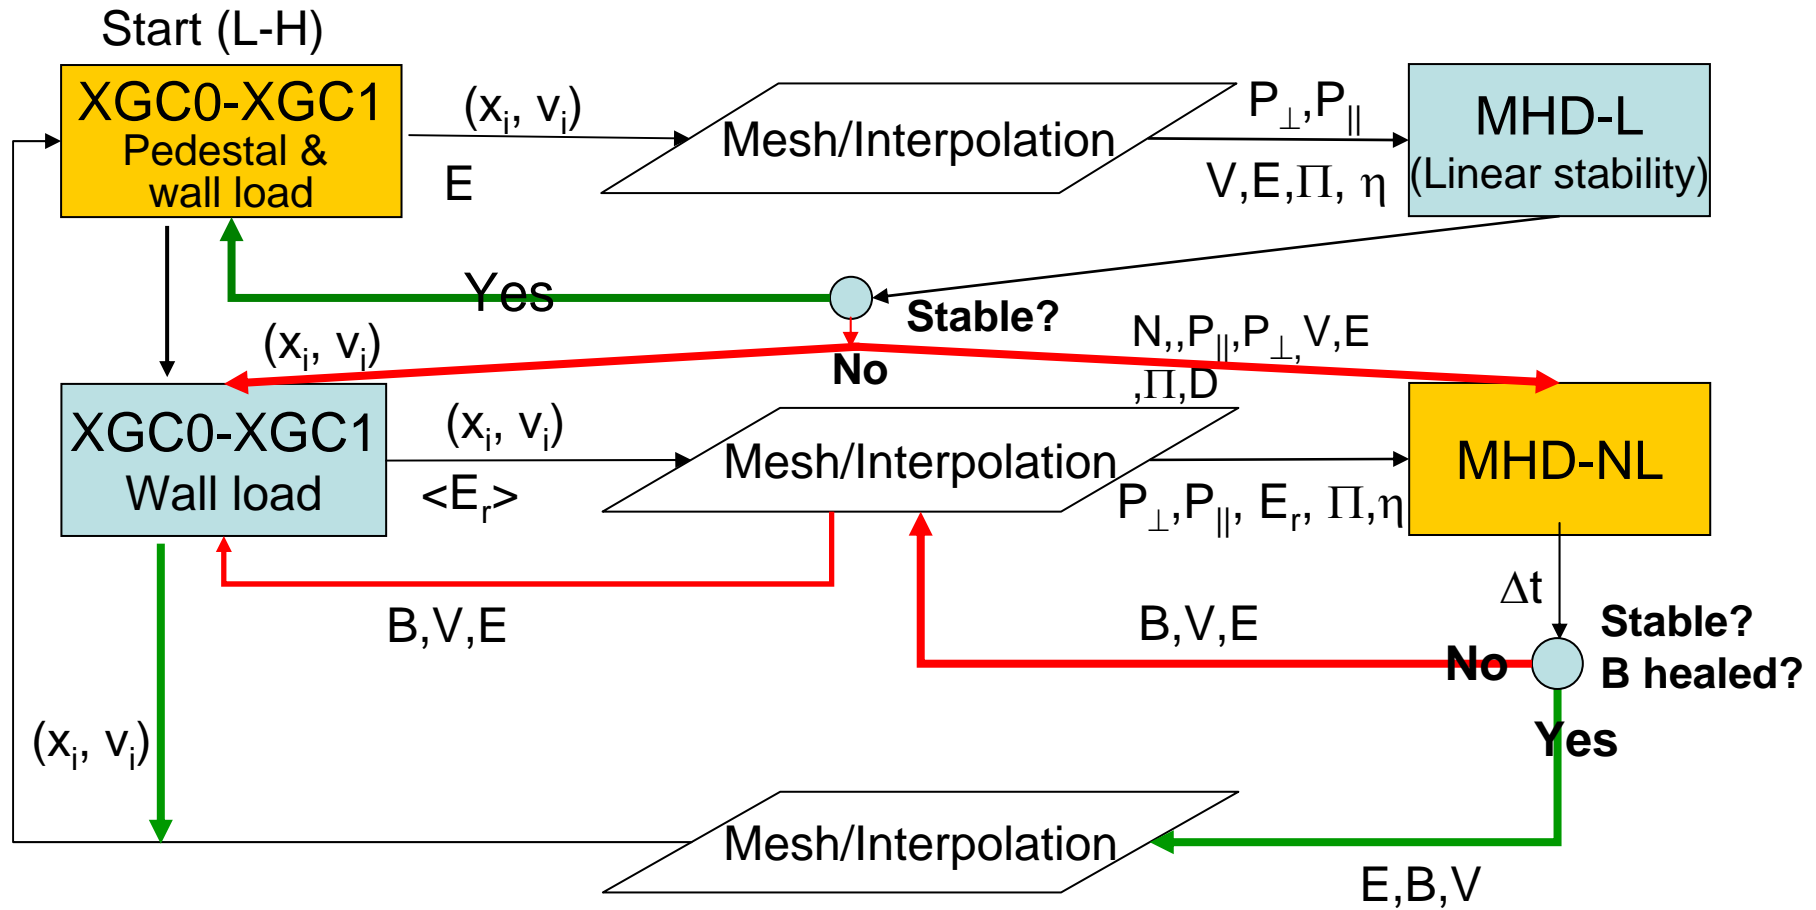 Start (L-H)
XGC0-XGC1
Pedestal &
wall load
(xᵢ, vᵢ)
E
Mesh/Interpolation
P⊥,P||
V,E,Π, η
MHD-L
(Linear stability)
Yes
Stable?
No
(xᵢ, vᵢ)
N,,P||,P⊥,V,E
,Π,D
XGC0-XGC1
Wall load
(xᵢ, vᵢ)
<Eᵣ>
Mesh/Interpolation
P⊥,P||, Eᵣ, Π,η
MHD-NL
Δt
Stable?
B healed?
B,V,E
B,V,E
No
Yes
(xᵢ, vᵢ)
Mesh/Interpolation
E,B,V